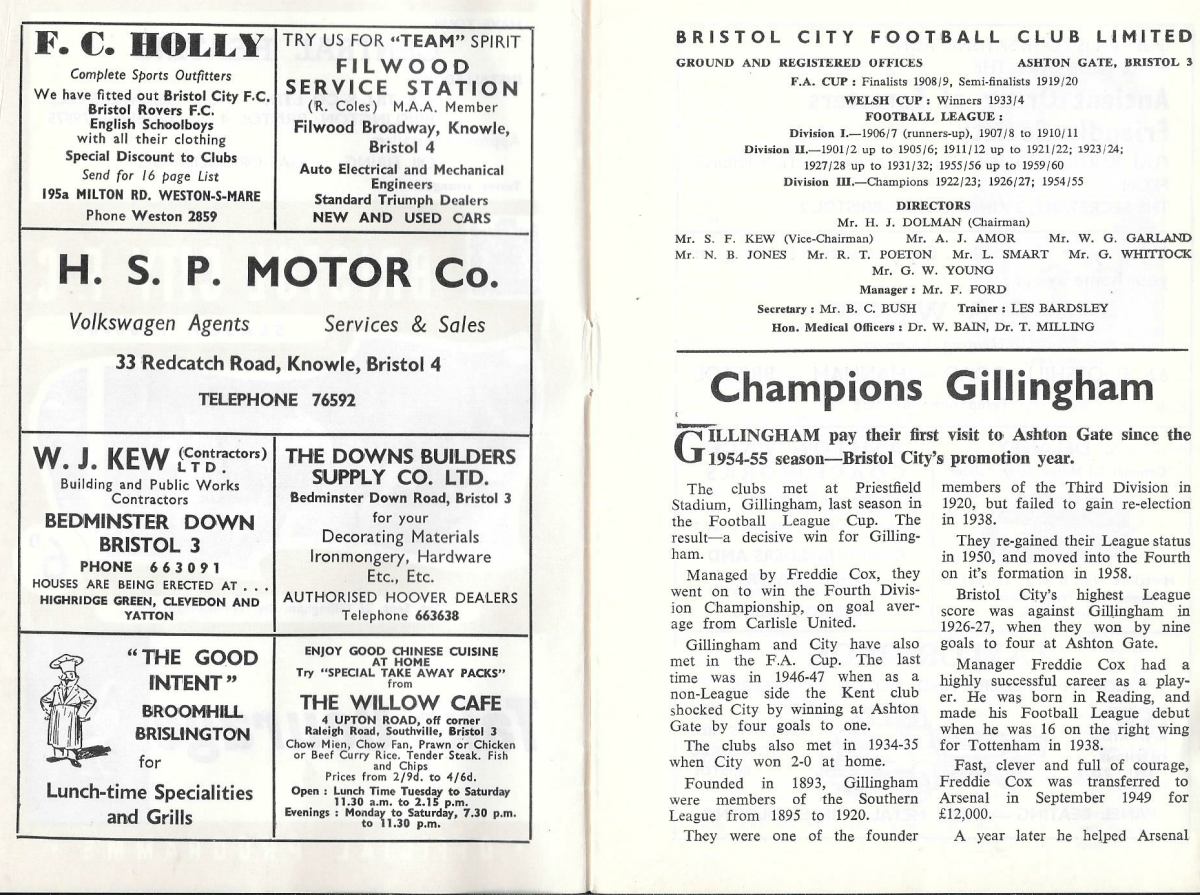 F. C. HOLLY
Complete Sports Outfitters
We have fitted out Bristol City F.C.
Bristol Rovers F.C.
English Schoolboys
with all their clothing
Special Discount to Clubs
Send for 16 page List
195a MILTON RD. WESTON-S-MARE
Phone Weston 2859
TRY US FOR "TEAM" SPIRIT
FILWOOD
SERVICE STATION
(R. Coles) M.A.A. Member
Filwood Broadway, Knowle,
Bristol 4
Auto Electrical and Mechanical
Engineers
Standard Triumph Dealers
NEW AND USED CARS
H. S. P. MOTOR Co.
Volkswagen Agents Services & Sales
33 Redcatch Road, Knowle, Bristol 4
TELEPHONE 76592
W. J. KEW (Contractors) LTD.
Building and Public Works
Contractors
BEDMINSTER DOWN
BRISTOL 3
PHONE 663091
HOUSES ARE BEING ERECTED AT . . .
HIGHRIDGE GREEN, CLEVEDON AND
YATTON
THE DOWNS BUILDERS
SUPPLY CO. LTD.
Bedminster Down Road, Bristol 3
for your
Decorating Materials
Ironmongery, Hardware
Etc., Etc.
AUTHORISED HOOVER DEALERS
Telephone 663638
"THE GOOD
INTENT"
BROOMHILL
BRISLINGTON
for
Lunch-time Specialities
and Grills
ENJOY GOOD CHINESE CUISINE
AT HOME
Try "SPECIAL TAKE AWAY PACKS"
from
THE WILLOW CAFE
4 UPTON ROAD, off corner
Raleigh Road, Southville, Bristol 3
Chow Mien, Chow Fan, Prawn or Chicken
or Beef Curry Rice. Tender Steak. Fish
and Chips
Prices from 2/9d. to 4/6d.
Open : Lunch Time Tuesday to Saturday
11.30 a.m. to 2.15 p.m.
Evenings : Monday to Saturday, 7.30 p.m.
to 11.30 p.m.
BRISTOL CITY FOOTBALL CLUB LIMITED
GROUND AND REGISTERED OFFICES ASHTON GATE, BRISTOL 3
F.A. CUP : Finalists 1908/9, Semi-finalists 1919/20
WELSH CUP : Winners 1933/4
FOOTBALL LEAGUE :
Division I.—1906/7 (runners-up), 1907/8 to 1910/11
Division II.—1901/2 up to 1905/6; 1911/12 up to 1921/22; 1923/24;
1927/28 up to 1931/32; 1955/56 up to 1959/60
Division III.—Champions 1922/23; 1926/27; 1954/55
DIRECTORS
Mr. H. J. DOLMAN (Chairman)
Mr. S. F. KEW (Vice-Chairman) Mr. A. J. AMOR Mr. W. G. GARLAND
Mr. N. B. JONES Mr. R. T. POETON Mr. L. SMART Mr. G. WHITTOCK
Mr. G. W. YOUNG
Manager : Mr. F. FORD
Secretary : Mr. B. C. BUSH Trainer : LES BARDSLEY
Hon. Medical Officers : Dr. W. BAIN, Dr. T. MILLING
Champions Gillingham
GILLINGHAM pay their first visit to Ashton Gate since the
1954-55 season—Bristol City's promotion year.
The clubs met at Priestfield
Stadium, Gillingham, last season in
the Football League Cup. The
result—a decisive win for Gilling-
ham.
Managed by Freddie Cox, they
went on to win the Fourth Divis-
ion Championship, on goal aver-
age from Carlisle United.
Gillingham and City have also
met in the F.A. Cup. The last
time was in 1946-47 when as a
non-League side the Kent club
shocked City by winning at Ashton
Gate by four goals to one.
The clubs also met in 1934-35
when City won 2-0 at home.
Founded in 1893, Gillingham
were members of the Southern
League from 1895 to 1920.
They were one of the founder
members of the Third Division in
1920, but failed to gain re-election
in 1938.
They re-gained their League status
in 1950, and moved into the Fourth
on it's formation in 1958.
Bristol City's highest League
score was against Gillingham in
1926-27, when they won by nine
goals to four at Ashton Gate.
Manager Freddie Cox had a
highly successful career as a play-
er. He was born in Reading, and
made his Football League debut
when he was 16 on the right wing
for Tottenham in 1938.
Fast, clever and full of courage,
Freddie Cox was transferred to
Arsenal in September 1949 for
£12,000.
A year later he helped Arsenal